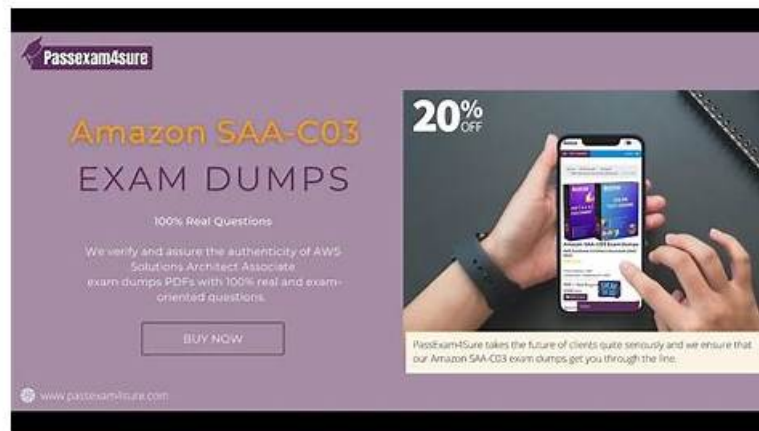 Passexam4sure
Amazon SAA-C03
EXAM DUMPS
100% Real Questions
We verify and assure the authenticity of AWS
Solutions Architect Associate
exam dumps PDFs with 100% real and exam-
oriented questions.
BUY NOW
www.passexam4sure.com
20%
OFF
Amazon SAA-C03 Exam Dumps
PassExam4Sure takes the future of clients quite seriously and we ensure that
our Amazon SAA-C03 exam dumps get you through the line.